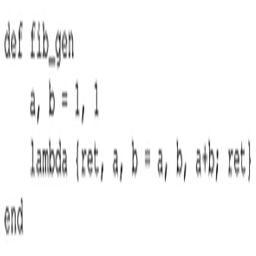 def fib_gen
a, b = 1, 1
lambda {ret, a, b = a, b, a+b; ret}
end